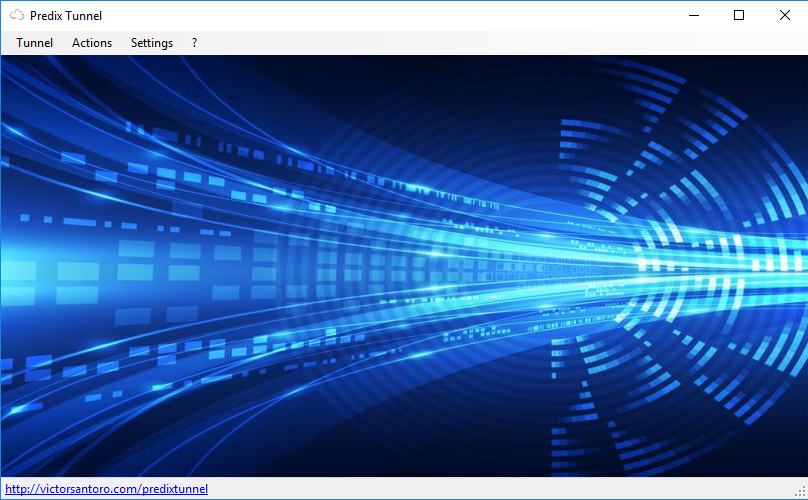 Predix Tunnel
Tunnel Actions Settings ?
http://victorsantoro.com/predixtunnel